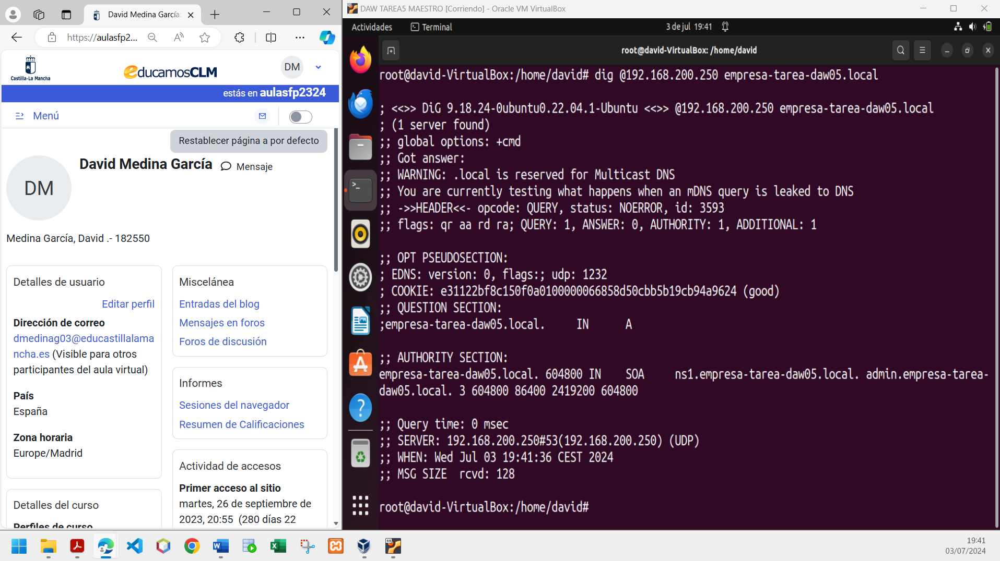 David Medina García:
https://aulasfp2...
Castilla-La Mancha
educamosCLM
DM
estás en aulasfp2324
Menú
Restablecer página a por defecto
DM
David Medina García
Mensaje
Medina García, David .- 182550
Detalles de usuario
Editar perfil
Dirección de correo
dmedinag03@educastillalama
ncha.es (Visible para otros
participantes del aula virtual)
País
España
Zona horaria
Europe/Madrid
Detalles del curso
Perfiles de curso
Miscelánea
Entradas del blog
Mensajes en foros
Foros de discusión
Informes
Sesiones del navegador
Resumen de Calificaciones
Actividad de accesos
Primer acceso al sitio
martes, 26 de septiembre de
2023, 20:55 (280 días 22
DAW TAREA5 MAESTRO [Corriendo] - Oracle VM VirtualBox
Actividades
Terminal
3 de jul 19:41
root@david-VirtualBox: /home/david
root@david-VirtualBox:/home/david# dig @192.168.200.250 empresa-tarea-daw05.local
; <<>> DiG 9.18.24-0ubuntu0.22.04.1-Ubuntu <<>> @192.168.200.250 empresa-tarea-daw05.local
; (1 server found)
;; global options: +cmd
;; Got answer:
;; WARNING: .local is reserved for Multicast DNS
;; You are currently testing what happens when an mDNS query is leaked to DNS
;; ->>HEADER<<- opcode: QUERY, status: NOERROR, id: 3593
;; flags: qr aa rd ra; QUERY: 1, ANSWER: 0, AUTHORITY: 1, ADDITIONAL: 1
;; OPT PSEUDOSECTION:
; EDNS: version: 0, flags:; udp: 1232
; COOKIE: e31122bf8c150f0a0100000066858d50cbb5b19cb94a9624 (good)
;; QUESTION SECTION:
;empresa-tarea-daw05.local. IN A
;; AUTHORITY SECTION:
empresa-tarea-daw05.local. 604800 IN SOA ns1.empresa-tarea-daw05.local. admin.empresa-tarea-
daw05.local. 3 604800 86400 2419200 604800
;; Query time: 0 msec
;; SERVER: 192.168.200.250#53(192.168.200.250) (UDP)
;; WHEN: Wed Jul 03 19:41:36 CEST 2024
;; MSG SIZE rcvd: 128
root@david-VirtualBox:/home/david#
19:41
03/07/2024